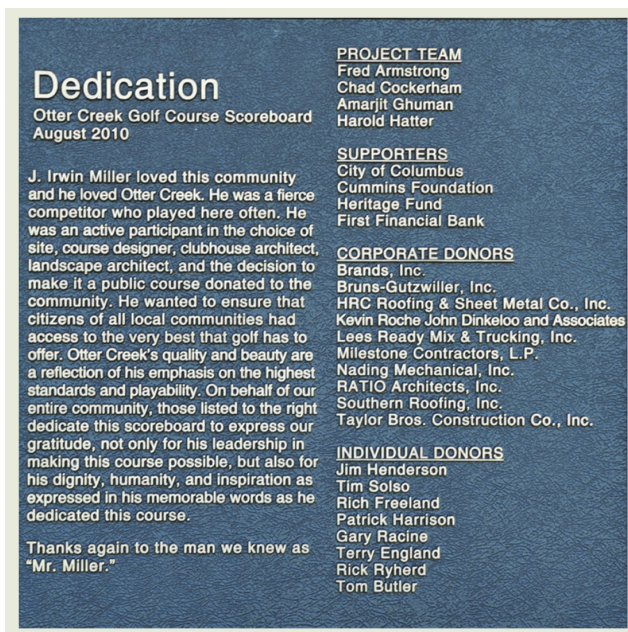 Dedication
Otter Creek Golf Course Scoreboard
August 2010
J. Irwin Miller loved this community
and he loved Otter Creek. He was a fierce
competitor who played here often. He
was an active participant in the choice of
site, course designer, clubhouse architect,
landscape architect, and the decision to
make it a public course donated to the
community. He wanted to ensure that
citizens of all local communities had
access to the very best that golf has to
offer. Otter Creek's quality and beauty are
a reflection of his emphasis on the highest
standards and playability. On behalf of our
entire community, those listed to the right
dedicate this scoreboard to express our
gratitude, not only for his leadership in
making this course possible, but also for
his dignity, humanity, and inspiration as
expressed in his memorable words as he
dedicated this course.
Thanks again to the man we knew as
"Mr. Miller."
PROJECT TEAM
Fred Armstrong
Chad Cockerham
Amarjit Ghuman
Harold Hatter
SUPPORTERS
City of Columbus
Cummins Foundation
Heritage Fund
First Financial Bank
CORPORATE DONORS
Brands, Inc.
Bruns-Gutzwiller, Inc.
HRC Roofing & Sheet Metal Co., Inc.
Kevin Roche John Dinkeloo and Associates
Lees Ready Mix & Trucking, Inc.
Milestone Contractors, L.P.
Nading Mechanical, Inc.
RATIO Architects, Inc.
Southern Roofing, Inc.
Taylor Bros. Construction Co., Inc.
INDIVIDUAL DONORS
Jim Henderson
Tim Solso
Rich Freeland
Patrick Harrison
Gary Racine
Terry England
Rick Ryherd
Tom Butler